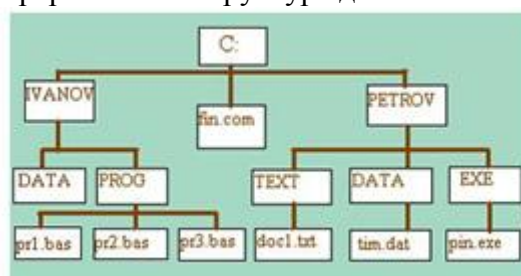 C:
IVANOV
fin.com
PETROV
DATA PROG TEXT DATA EXE
pr1.bas pr2.bas pr3.bas doc1.txt tim.dat pin.exe